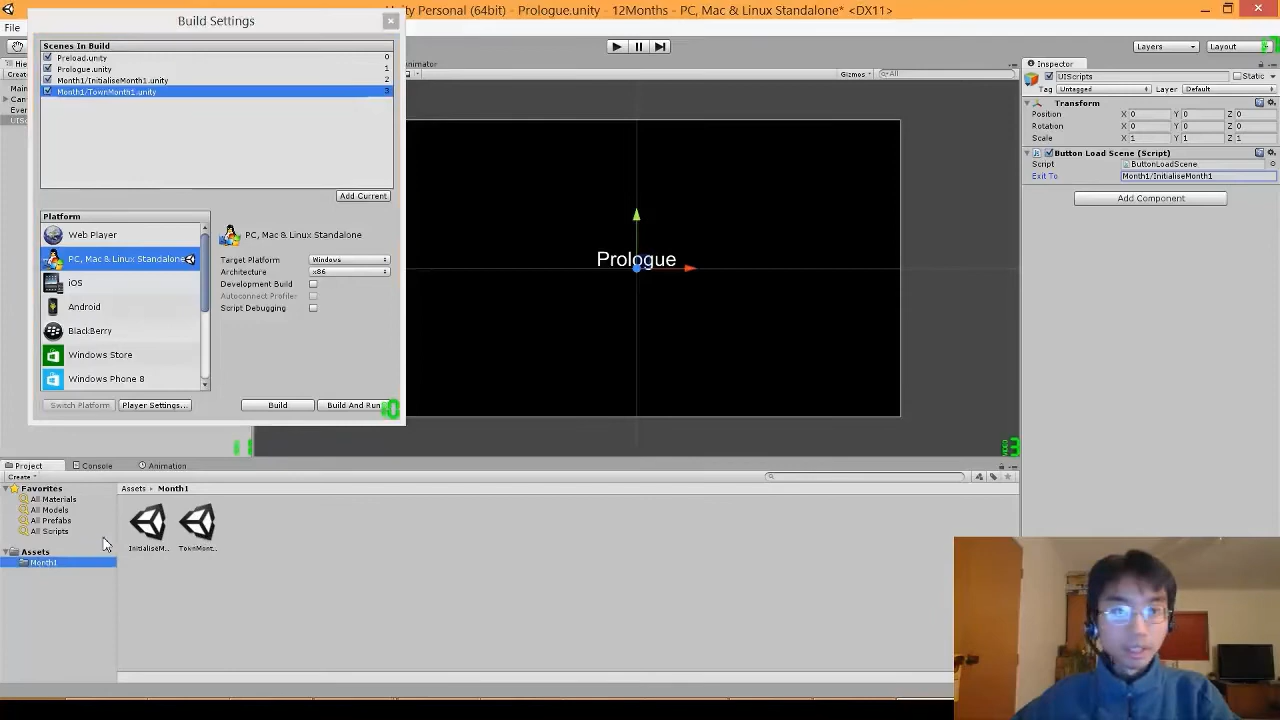 Unity Personal (64bit) - Prologue.unity - 12Months - PC, Mac & Linux Standalone* <DX11>
Build Settings
File
Layers
Layout
Scenes In Build
Preload.unity 0
Prologue.unity 1
Month1/InitialiseMonth1.unity 2
Month1/TownMonth1.unity 3
Add Current
Platform
Web Player
PC, Mac & Linux Standalone
iOS
Android
BlackBerry
Windows Store
Windows Phone 8
PC, Mac & Linux Standalone
Target Platform Windows
Architecture x86
Development Build
Autoconnect Profiler
Script Debugging
Switch Platform
Player Settings...
Build
Build And Run
Gizmos
All
Prologue
Inspector
UIScripts
Static
Tag Untagged
Layer Default
Transform
Position X 0 Y 0 Z 0
Rotation X 0 Y 0 Z 0
Scale X 1 Y 1 Z 1
Button Load Scene (Script)
Script ButtonLoadScene
Exit To Month1/InitialiseMonth1
Add Component
Project
Console
Animation
Create
Favorites
All Materials
All Models
All Prefabs
All Scripts
Assets
Month1
Assets
Month1
InitialiseM...
TownMont...